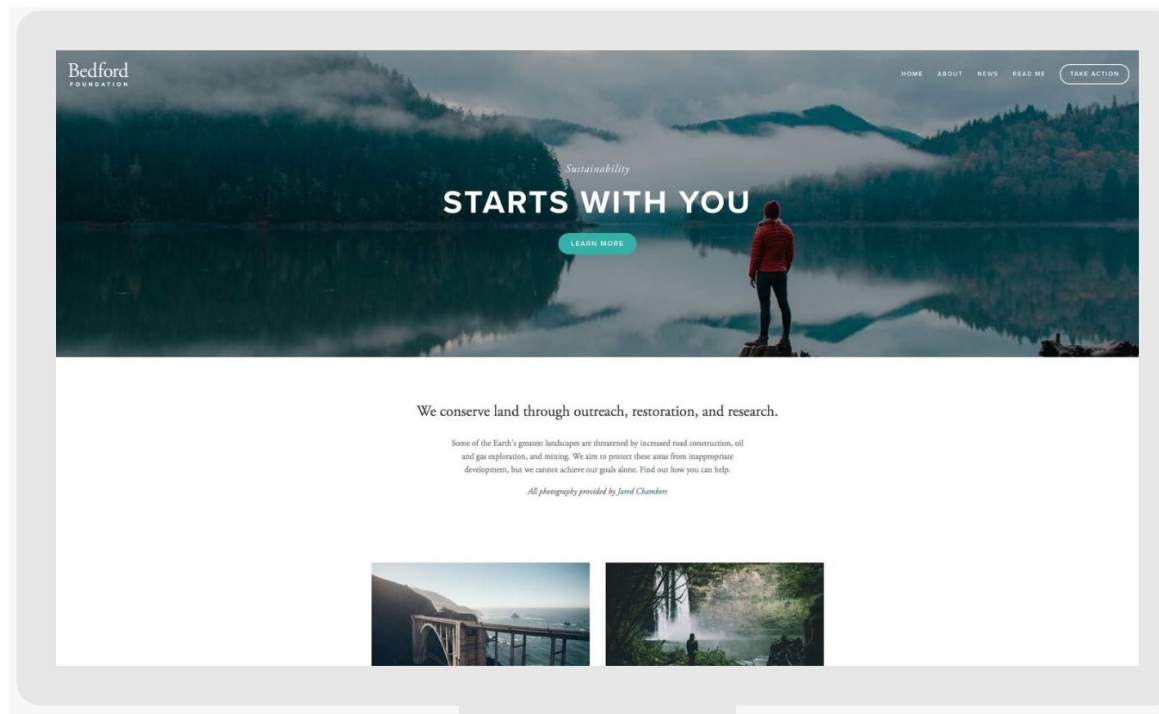 Bedford
FOUNDATION
HOME ABOUT NEWS READ ME TAKE ACTION
Sustainability
STARTS WITH YOU
LEARN MORE
We conserve land through outreach, restoration, and research.
Some of the Earth's greatest landscapes are threatened by increased road construction, oil
and gas exploration, and mining. We aim to protect these areas from inappropriate
development, but we cannot achieve our goals alone. Find out how you can help.
All photography provided by Jared Chambers